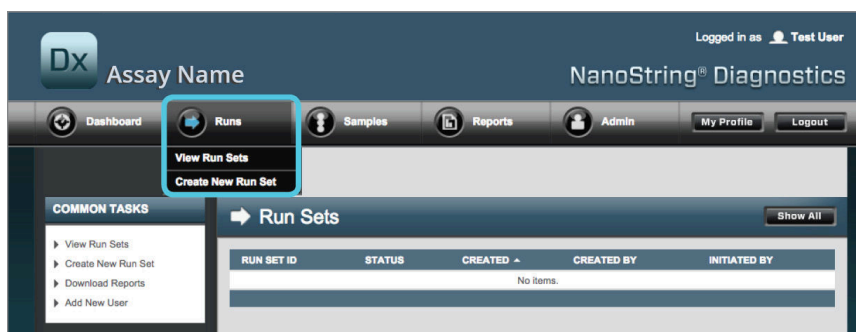 Logged in as Test User
Dx Assay Name
NanoString® Diagnostics
Dashboard Runs Samples Reports Admin My Profile Logout
View Run Sets
Create New Run Set
COMMON TASKS
View Run Sets
Create New Run Set
Download Reports
Add New User
Run Sets Show All
RUN SET ID STATUS CREATED CREATED BY INITIATED BY
No items.